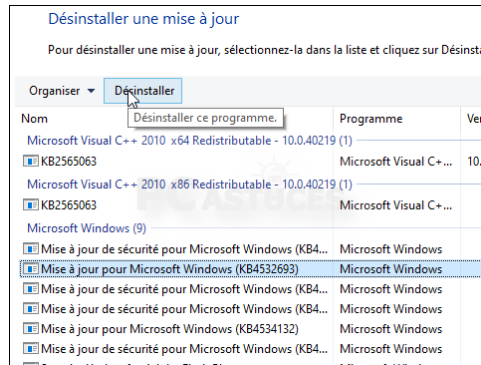 Désinstaller une mise à jour
Pour désinstaller une mise à jour, sélectionnez-la dans la liste et cliquez sur Désinsta
Organiser Désinstaller
Désinstaller ce programme.
Nom Programme Ver
Microsoft Visual C++ 2010 x64 Redistributable - 10.0.40219 (1)
KB2565063 Microsoft Visual C+... 10.
Microsoft Visual C++ 2010 x86 Redistributable - 10.0.40219 (1)
KB2565063 Microsoft Visual C+...
PC ASTUCES
Microsoft Windows (9)
Mise à jour de sécurité pour Microsoft Windows (KB4... Microsoft Windows
Mise à jour pour Microsoft Windows (KB4532693) Microsoft Windows
Mise à jour de sécurité pour Microsoft Windows (KB4... Microsoft Windows
Mise à jour de sécurité pour Microsoft Windows (KB4... Microsoft Windows
Mise à jour pour Microsoft Windows (KB4534132) Microsoft Windows
Mise à jour de sécurité pour Microsoft Windows (KB4... Microsoft Windows